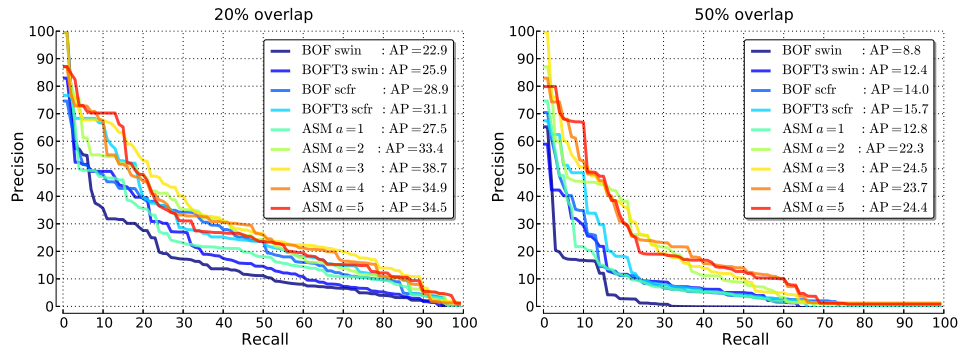 20% overlap
Precision
100
90
80
70
60
50
40
30
20
10
0
BOF swin : AP=22.9
BOFT3 swin : AP=25.9
BOF scfr : AP=28.9
BOFT3 scfr : AP=31.1
ASM a=1 : AP=27.5
ASM a=2 : AP=33.4
ASM a=3 : AP=38.7
ASM a=4 : AP=34.9
ASM a=5 : AP=34.5
0 10 20 30 40 50 60 70 80 90 100
Recall
50% overlap
Precision
100
90
80
70
60
50
40
30
20
10
0
BOF swin : AP=8.8
BOFT3 swin : AP=12.4
BOF scfr : AP=14.0
BOFT3 scfr : AP=15.7
ASM a=1 : AP=12.8
ASM a=2 : AP=22.3
ASM a=3 : AP=24.5
ASM a=4 : AP=23.7
ASM a=5 : AP=24.4
0 10 20 30 40 50 60 70 80 90 100
Recall